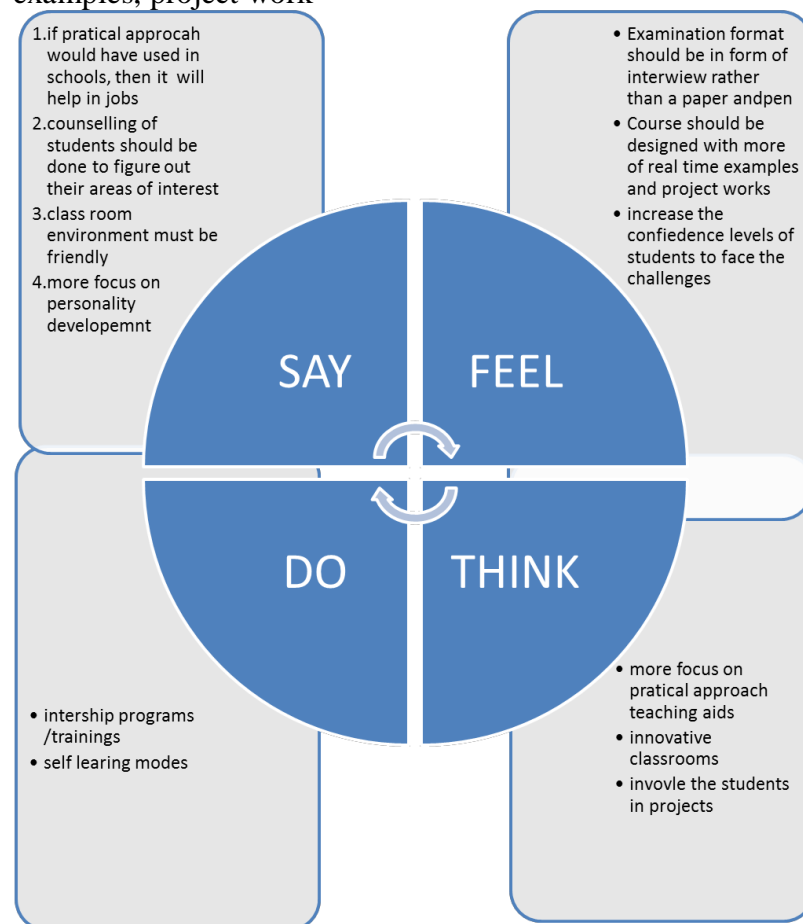 examples, project work
1.if pratical approcah
would have used in
schools, then it will
help in jobs
2.counselling of
students should be
done to figure out
their areas of interest
3.class room
environment must be
friendly
4.more focus on
personality
developemnt
• Examination format
should be in form of
interwiew rather
than a paper andpen
• Course should be
designed with more
of real time examples
and project works
• increase the
confiedence levels of
students to face the
challenges
SAY
FEEL
DO
THINK
• intership programs
/trainings
• self learing modes
• more focus on
pratical approach
teaching aids
• innovative
classrooms
• invovle the students
in projects